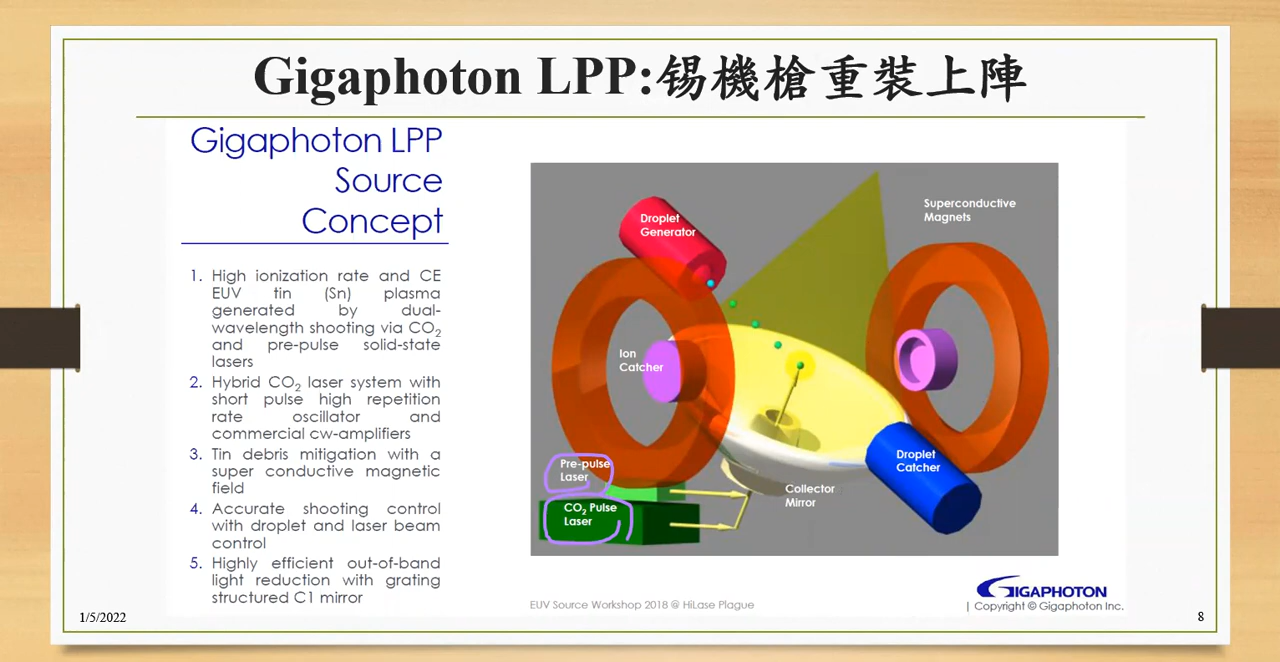 Gigaphoton LPP:锡機槍重裝上陣
Gigaphoton LPP
Source
Concept
1. High ionization rate and CE
EUV tin (Sn) plasma
generated by dual-
wavelength shooting via CO₂
and pre-pulse solid-state
lasers
2. Hybrid CO₂ laser system with
short pulse high repetition
rate oscillator and
commercial cw-amplifiers
3. Tin debris mitigation with a
super conductive magnetic
field
4. Accurate shooting control
with droplet and laser beam
control
5. Highly efficient out-of-band
light reduction with grating
structured C1 mirror
Droplet
Generator
Superconductive
Magnets
Ion
Catcher
Pre-pulse
Laser
CO₂ Pulse
Laser
Collector
Mirror
Droplet
Catcher
EUV Source Workshop 2018 @ HiLase Plague
GIGAPHOTON
| Copyright © Gigaphoton Inc.
1/5/2022
8